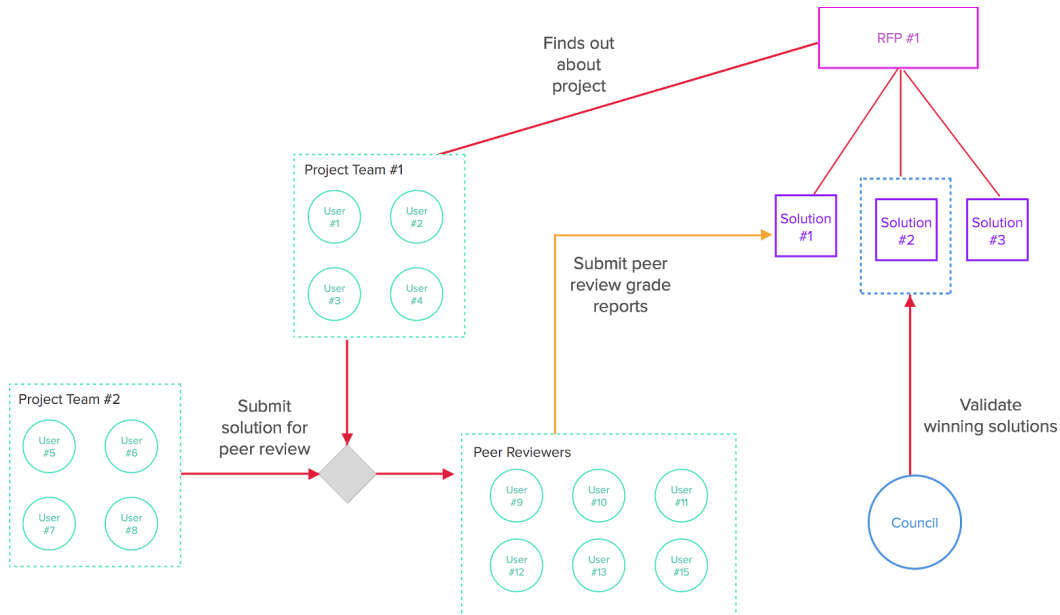 RFP #1
Finds out
about
project
Project Team #1
User
#1
User
#2
User
#3
User
#4
Solution
#1
Solution
#2
Solution
#3
Submit peer
review grade
reports
Project Team #2
User
#5
User
#6
User
#7
User
#8
Submit
solution for
peer review
Peer Reviewers
User
#9
User
#10
User
#11
User
#12
User
#13
User
#15
Validate
winning solutions
Council